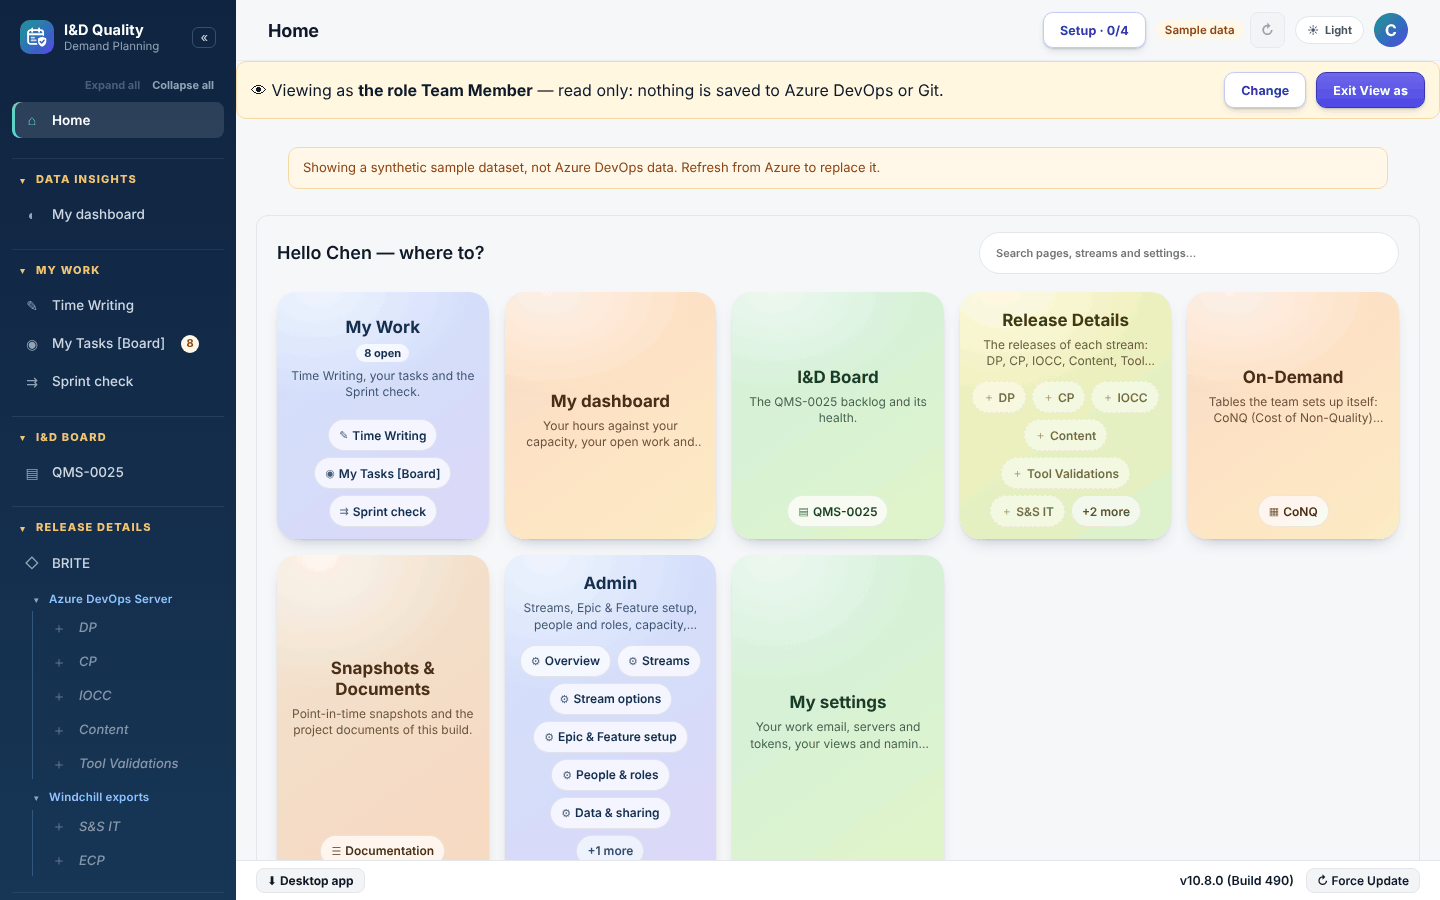 I&D Quality
Demand Planning
«
Expand all Collapse all
Home
DATA INSIGHTS
My dashboard
MY WORK
Time Writing
My Tasks [Board] 8
Sprint check
I&D BOARD
QMS-0025
RELEASE DETAILS
BRITE
Azure DevOps Server
+ DP
+ CP
+ IOCC
+ Content
+ Tool Validations
Windchill exports
+ S&S IT
+ ECP
Home
Setup · 0/4
Sample data
Light
C
Viewing as the role Team Member — read only: nothing is saved to Azure DevOps or Git.
Change
Exit View as
Showing a synthetic sample dataset, not Azure DevOps data. Refresh from Azure to replace it.
Hello Chen — where to?
Search pages, streams and settings...
My Work
8 open
Time Writing, your tasks and the
Sprint check.
Time Writing
My Tasks [Board]
Sprint check
My dashboard
Your hours against your
capacity, your open work and..
I&D Board
The QMS-0025 backlog and its
health.
QMS-0025
Release Details
The releases of each stream:
DP, CP, IOCC, Content, Tool...
+ DP
+ CP
+ IOCC
+ Content
+ Tool Validations
+ S&S IT
+2 more
On-Demand
Tables the team sets up itself:
CoNQ (Cost of Non-Quality)...
CoNQ
Snapshots &
Documents
Point-in-time snapshots and the
project documents of this build.
Documentation
Admin
Streams, Epic & Feature setup,
people and roles, capacity,...
Overview
Streams
Stream options
Epic & Feature setup
People & roles
Data & sharing
+1 more
My settings
Your work email, servers and
tokens, your views and namin...
Desktop app
v10.8.0 (Build 490)
Force Update